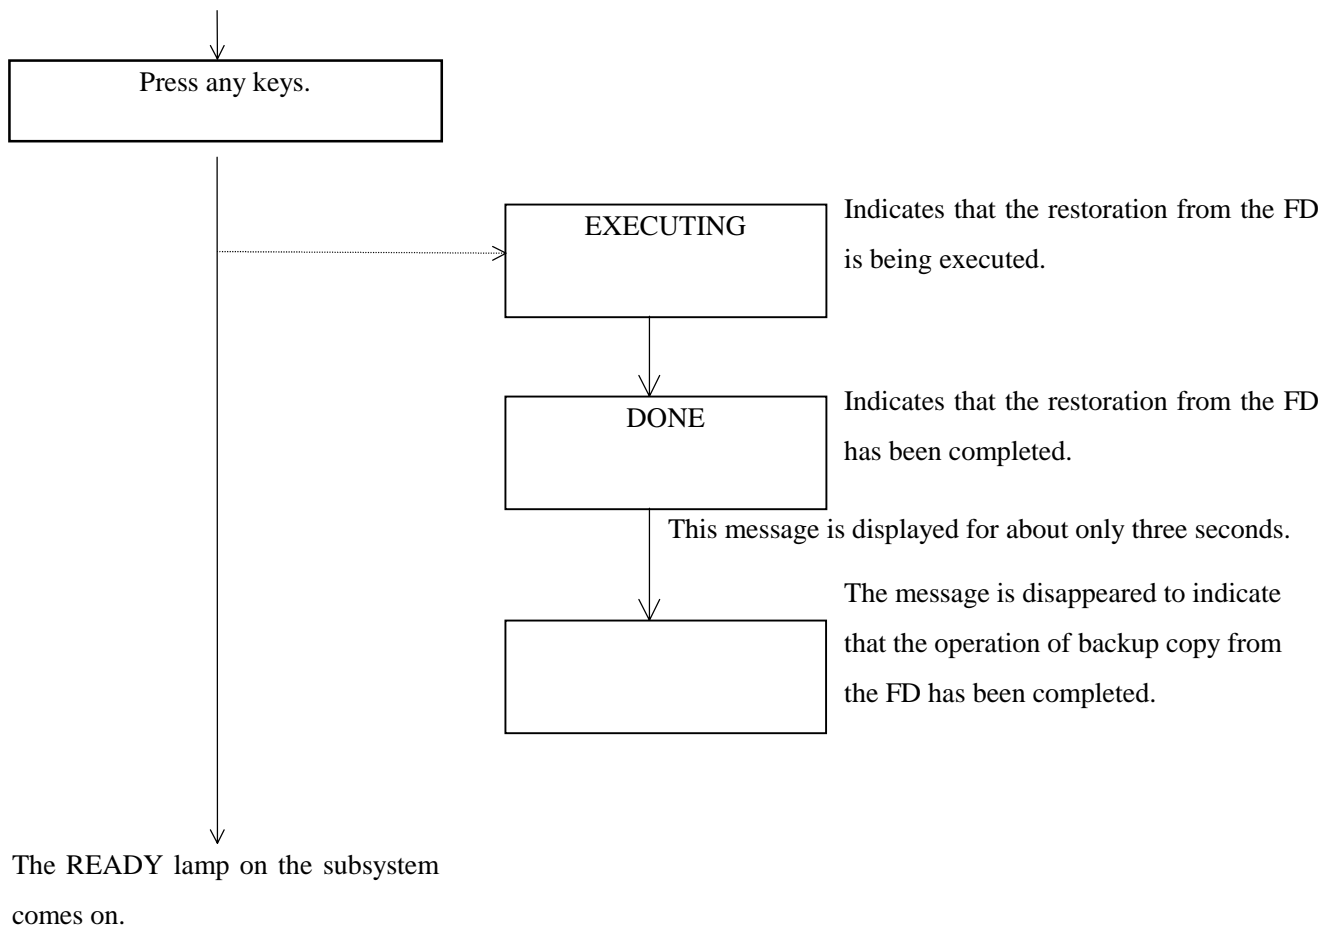 Press any keys.
EXECUTING
Indicates that the restoration from the FD
is being executed.
DONE
Indicates that the restoration from the FD
has been completed.
This message is displayed for about only three seconds.
The message is disappeared to indicate
that the operation of backup copy from
the FD has been completed.
The READY lamp on the subsystem
comes on.